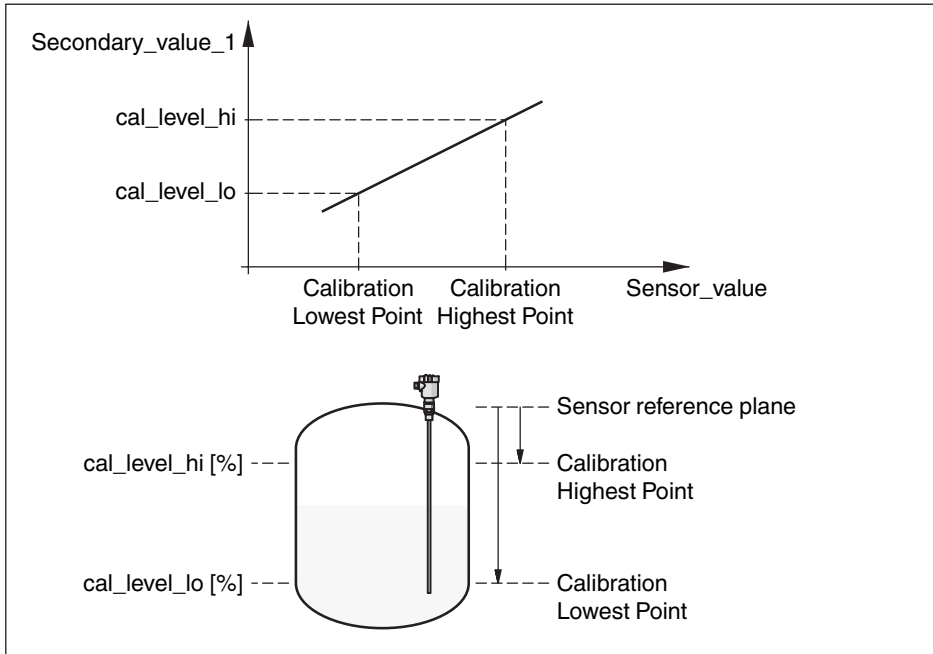 Secondary_value_1
cal_level_hi
cal_level_lo
Calibration
Lowest Point
Calibration
Highest Point
Sensor_value
Sensor reference plane
cal_level_hi [%]
Calibration
Highest Point
cal_level_lo [%]
Calibration
Lowest Point